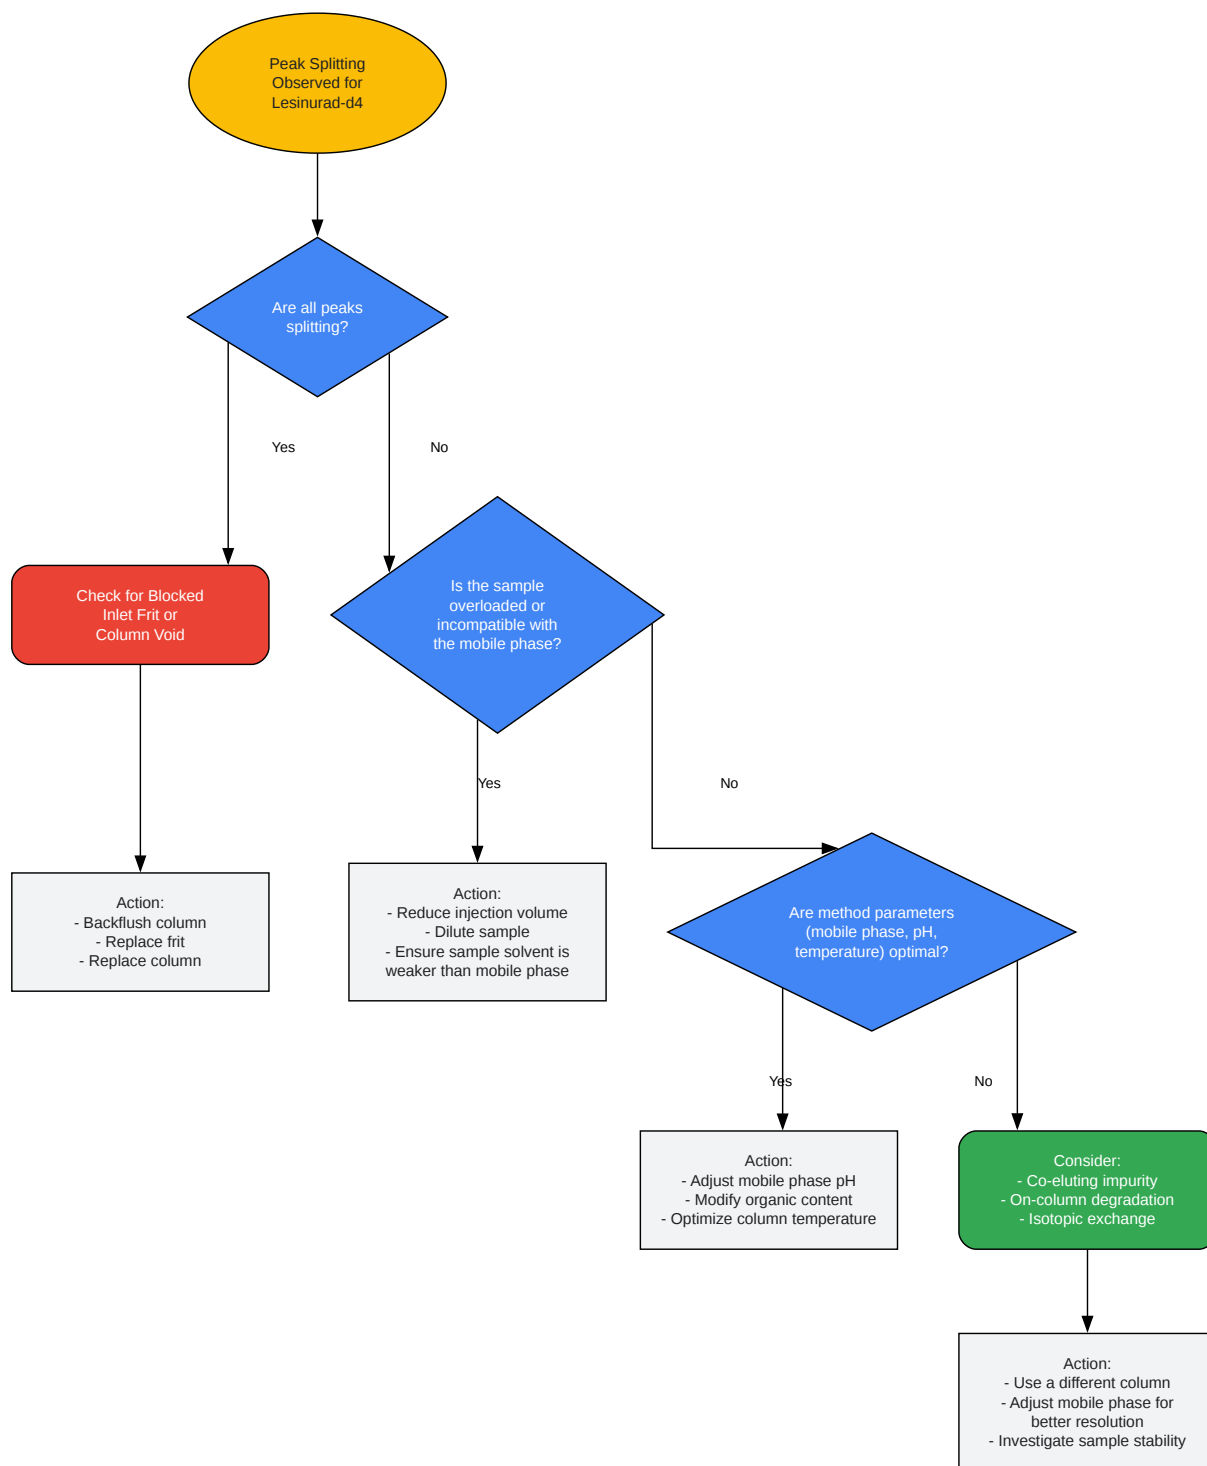 Peak Splitting
Observed for
Lesinurad-d4
Are all peaks
splitting?
Yes
No
Check for Blocked
Inlet Frit or
Column Void
Is the sample
overloaded or
incompatible with
the mobile phase?
Yes
No
Action:
- Backflush column
- Replace frit
- Replace column
Action:
- Reduce injection volume
- Dilute sample
- Ensure sample solvent is
weaker than mobile phase
Are method parameters
(mobile phase, pH,
temperature) optimal?
Yes
No
Action:
- Adjust mobile phase pH
- Modify organic content
- Optimize column temperature
Consider:
- Co-eluting impurity
- On-column degradation
- Isotopic exchange
Action:
- Use a different column
- Adjust mobile phase for
better resolution
- Investigate sample stability